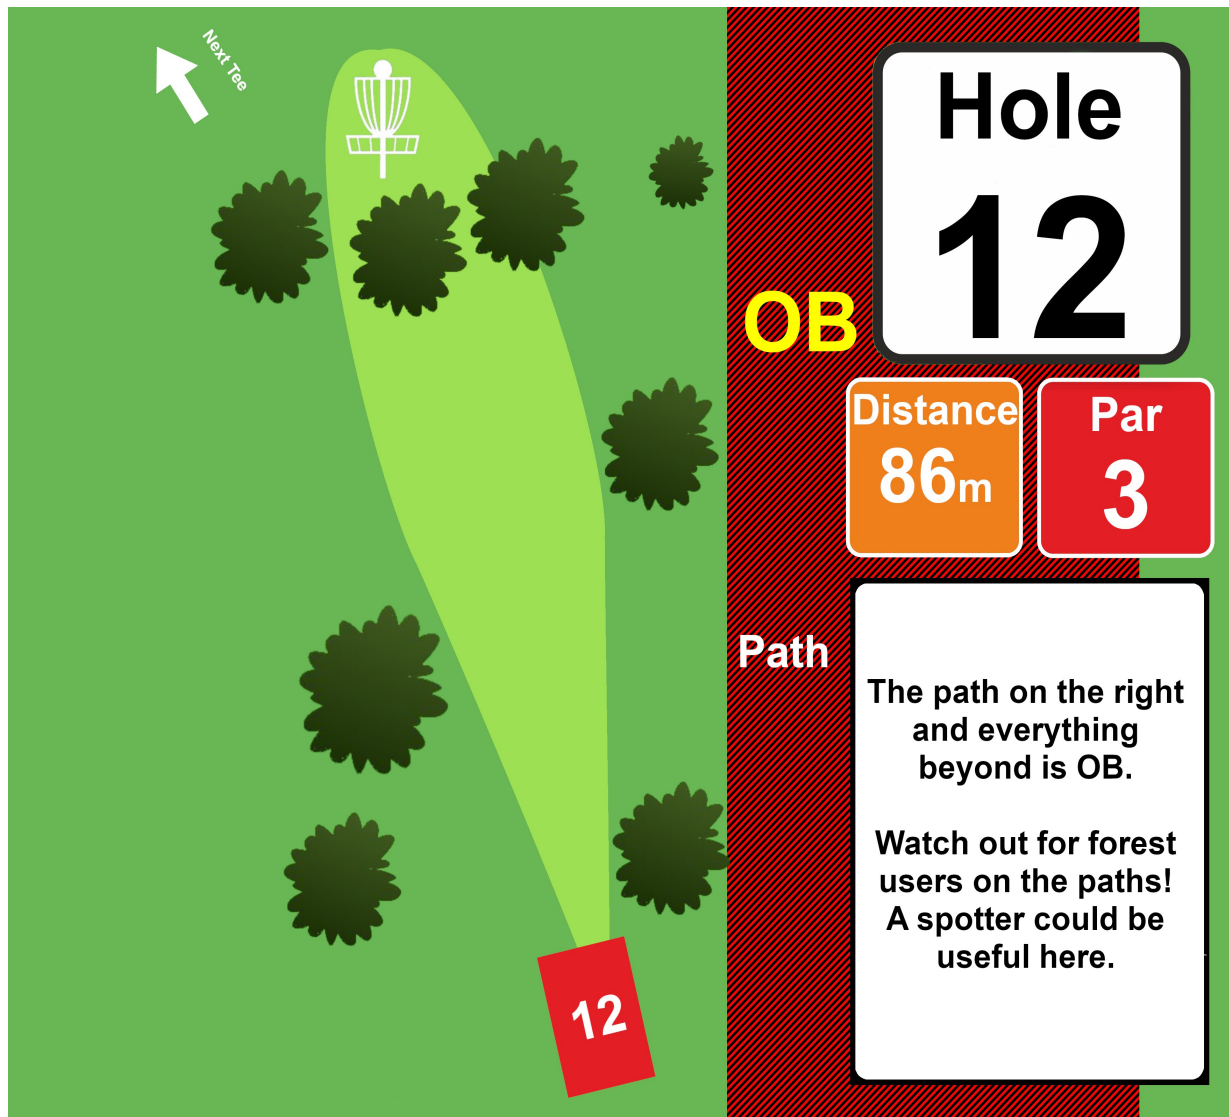 Next Tee
Hole
12
OB
Distance
86m
Par
3
Path
The path on the right
and everything
beyond is OB.
Watch out for forest
users on the paths!
A spotter could be
useful here.
12